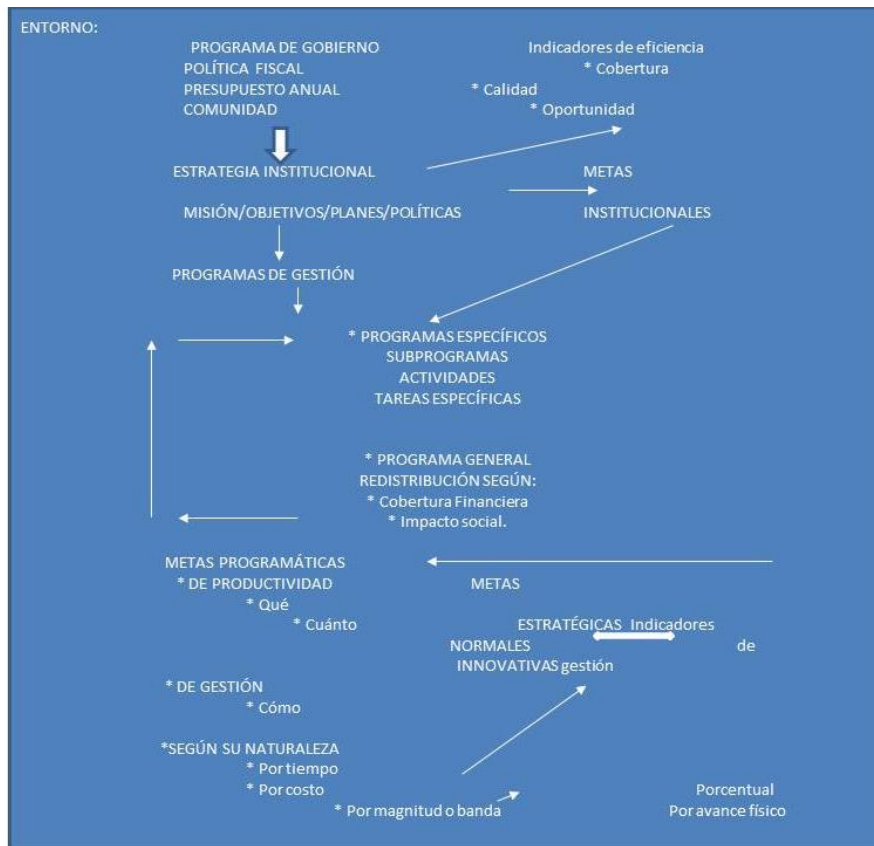 ENTORNO:
PROGRAMA DE GOBIERNO Indicadores de eficiencia
POLÍTICA FISCAL * Cobertura
PRESUPUESTO ANUAL * Calidad
COMUNIDAD * Oportunidad
ESTRATEGIA INSTITUCIONAL METAS
MISIÓN/OBJETIVOS/PLANES/POLÍTICAS INSTITUCIONALES
PROGRAMAS DE GESTIÓN
* PROGRAMAS ESPECÍFICOS
SUBPROGRAMAS
ACTIVIDADES
TAREAS ESPECÍFICAS
* PROGRAMA GENERAL
REDISTRIBUCIÓN SEGÚN:
* Cobertura Financiera
* Impacto social.
METAS PROGRAMÁTICAS
* DE PRODUCTIVIDAD METAS
* Qué
* Cuánto ESTRATÉGICAS Indicadores
NORMALES de
INNOVATIVAS gestión
* DE GESTIÓN
* Cómo
*SEGÚN SU NATURALEZA
* Por tiempo
* Por costo Porcentual
* Por magnitud o banda Por avance físico